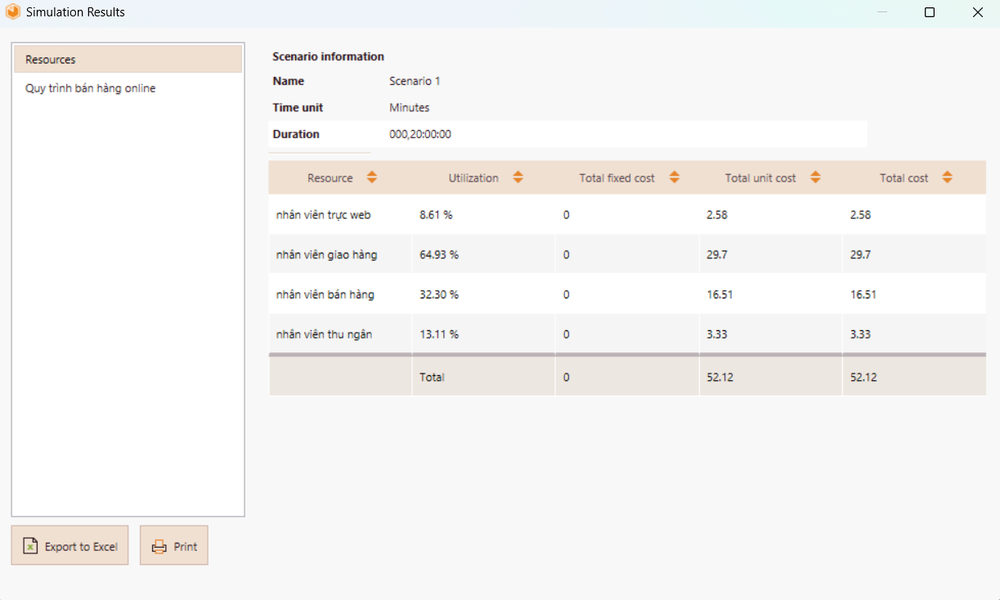 Simulation Results
Resources
Quy trình bán hàng online
Export to Excel
Print
Scenario information
Name Scenario 1
Time unit Minutes
Duration 000,20:00:00
Resource Utilization Total fixed cost Total unit cost Total cost
nhân viên trực web 8.61 % 0 2.58 2.58
nhân viên giao hàng 64.93 % 0 29.7 29.7
nhân viên bán hàng 32.30 % 0 16.51 16.51
nhân viên thu ngân 13.11 % 0 3.33 3.33
Total 0 52.12 52.12